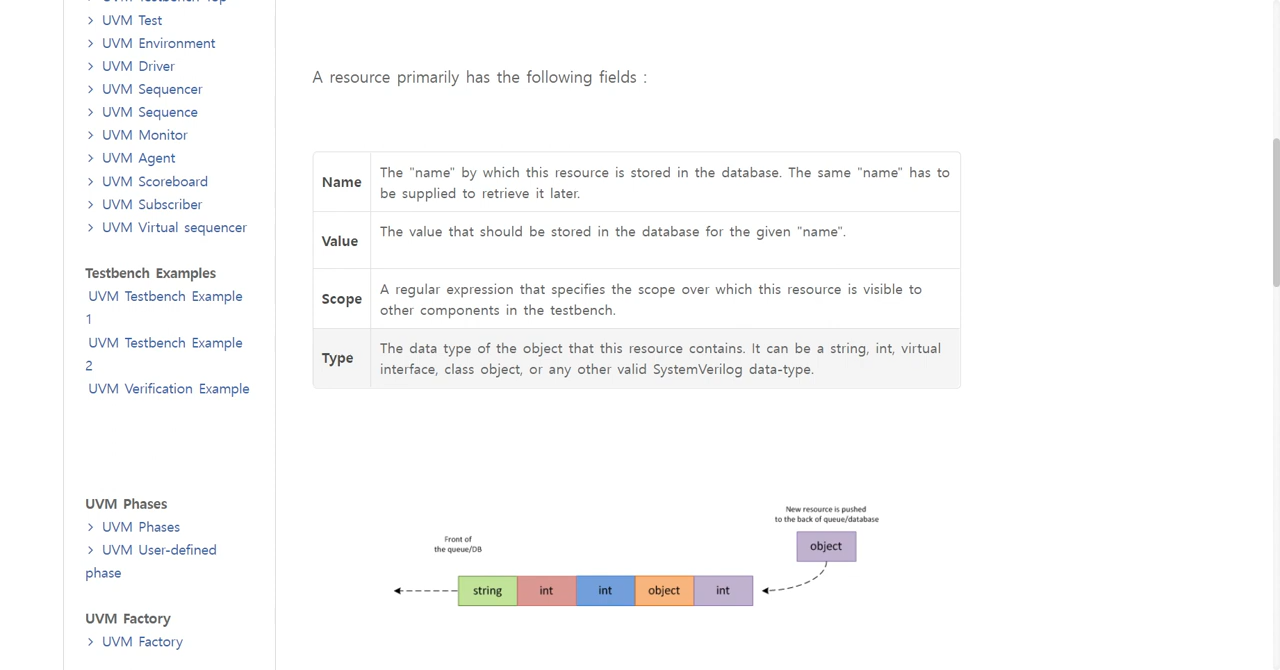 UVM Test
UVM Environment
UVM Driver
UVM Sequencer
UVM Sequence
UVM Monitor
UVM Agent
UVM Scoreboard
UVM Subscriber
UVM Virtual sequencer
Testbench Examples
UVM Testbench Example
1
UVM Testbench Example
2
UVM Verification Example
UVM Phases
UVM Phases
UVM User-defined
phase
UVM Factory
UVM Factory
A resource primarily has the following fields :
Name
The "name" by which this resource is stored in the database. The same "name" has to
be supplied to retrieve it later.
Value
The value that should be stored in the database for the given "name".
Scope
A regular expression that specifies the scope over which this resource is visible to
other components in the testbench.
Type
The data type of the object that this resource contains. It can be a string, int, virtual
interface, class object, or any other valid SystemVerilog data-type.
New resource is pushed
to the back of queue/database
object
Front of
the queue/DB
string int int object int